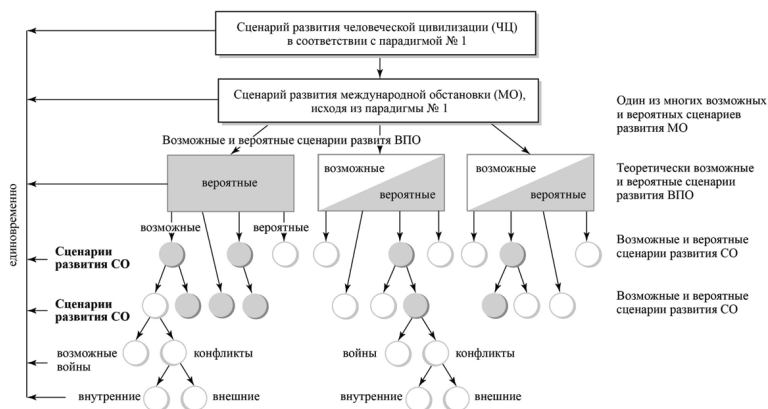 Сценарий развития человеческой цивилизации (ЧЦ)
в соответствии с парадигмой № 1
Сценарий развития международной обстановки (МО),
исходя из парадигмы № 1
Один из многих возможных
и вероятных сценариев
развития МО
Возможные и вероятные сценарии развитя ВПО
вероятные
возможные
вероятные
возможные
вероятные
Теоретически возможные
и вероятные сценарии
развития ВПО
возможные
вероятные
единовременно
Сценарии
развития СО
Возможные и вероятные
сценарии развития СО
Сценарии
развития СО
Возможные и вероятные
сценарии развития СО
возможные
войны
конфликты
войны
конфликты
внутренние
внешние
внутренние
внешние